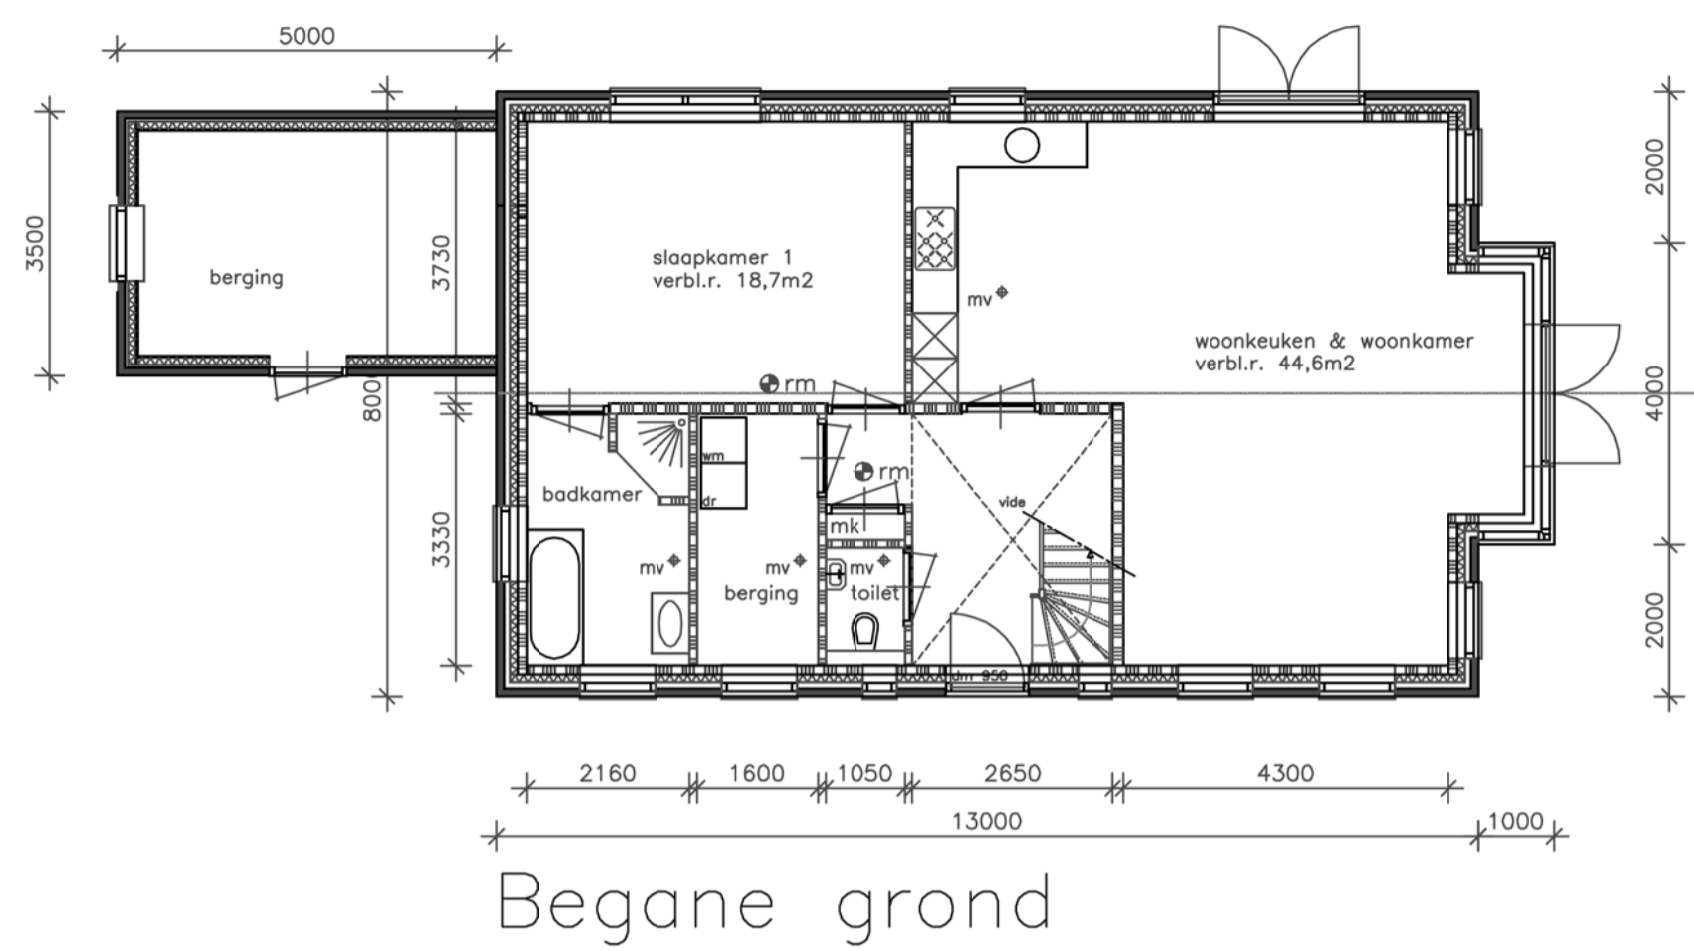 5000
3500
8000
3730
3330
berging
slaapkamer 1
verbl.r. 18,7m2
mv
woonkeuken & woonkamer
verbl.r. 44,6m2
rm
wm
dr
rm
badkamer
mk
vide
mv
mv
mv
berging
toilet
dm 950
2000
4000
2000
2160
1600
1050
2650
4300
13000
1000
Begane grond